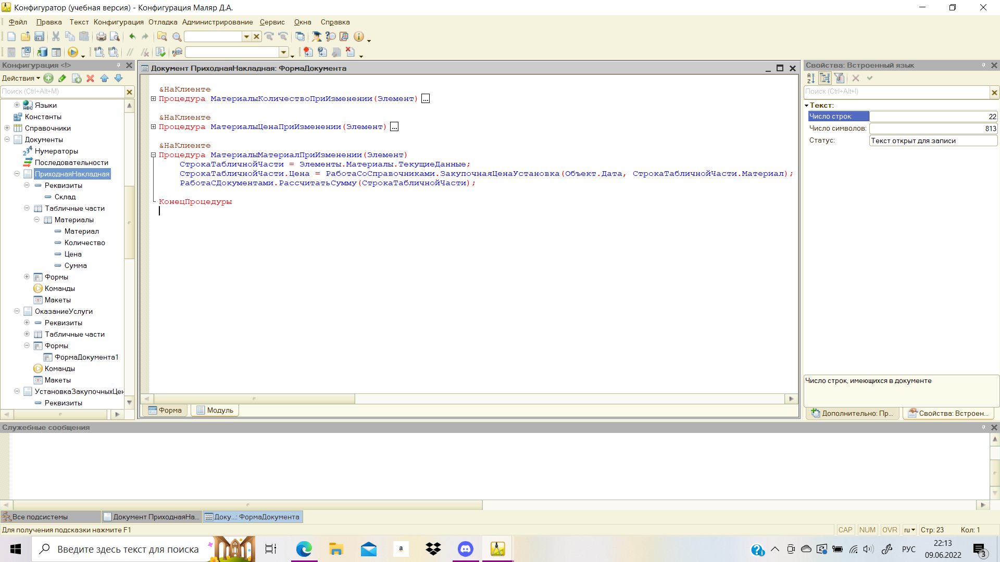 Конфигуратор (учебная версия) - Конфигурация Маляр Д.А.
Файл Правка Текст Конфигурация Отладка Администрирование Сервис Окна Справка
Конфигурация <!>
Действия
Поиск (Ctrl+Alt+M)
Языки
Константы
Справочники
Документы
Нумераторы
Последовательности
ПриходнаяНакладная
Реквизиты
Склад
Табличные части
Материалы
Материал
Количество
Цена
Сумма
Формы
Команды
Макеты
ОказаниеУслуги
Реквизиты
Табличные части
Формы
ФормаДокумента1
Команды
Макеты
УстановкаЗакупочныхЦен
Реквизиты
Документ ПриходнаяНакладная: ФормаДокумента
&НаКлиенте
Процедура МатериалыКоличествоПриИзменении(Элемент) ...
&НаКлиенте
Процедура МатериалыЦенаПриИзменении(Элемент) ...
&НаКлиенте
Процедура МатериалыМатериалПриИзменении(Элемент)
СтрокаТабличнойЧасти = Элементы.Материалы.ТекущиеДанные;
СтрокаТабличнойЧасти.Цена = РаботаСоСправочниками.ЗакупочнаяЦенаУстановка(Объект.Дата, СтрокаТабличнойЧасти.Материал);
РаботаСДокументами.РассчитатьСумму(СтрокаТабличнойЧасти);
КонецПроцедуры
Форма Модуль
Свойства: Встроенный язык
Поиск (Ctrl+Alt+I)
Текст:
Число строк: 22
Число символов: 813
Статус: Текст открыт для записи
Число строк, имеющихся в документе
Дополнительно: Пр... Свойства: Встроен...
Служебные сообщения
Все подсистемы Документ ПриходнаяНа... Доку...: ФормаДокумента
Для получения подсказки нажмите F1 CAP NUM OVR ru Стр: 23 Кол: 1
Введите здесь текст для поиска a РУС 22:13
09.06.2022 3